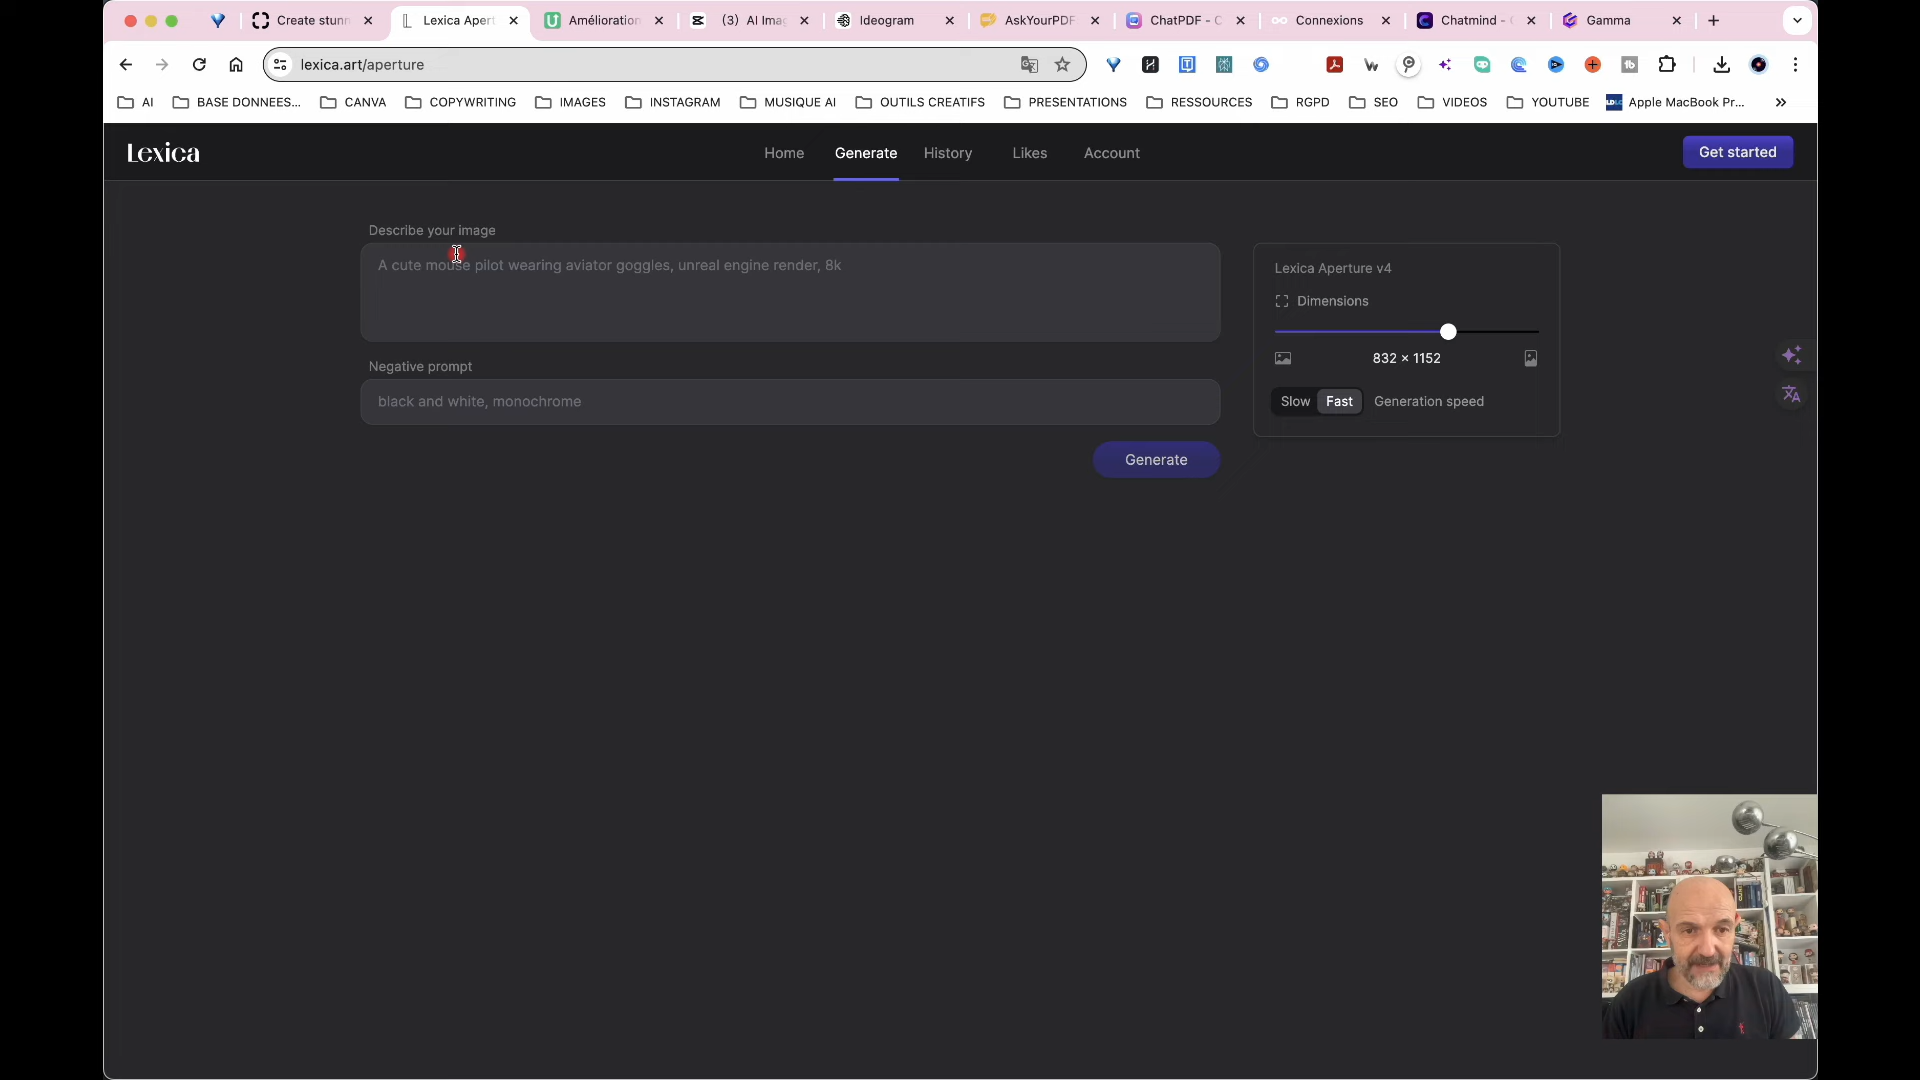 Create stunn
Lexica Apert
Amélioration
(3) AI Imag
Ideogram
AskYourPDF
ChatPDF - C
Connexions
Chatmind -
Gamma
lexica.art/aperture
AI
BASE DONNEES...
CANVA
COPYWRITING
IMAGES
INSTAGRAM
MUSIQUE AI
OUTILS CREATIFS
PRESENTATIONS
RESSOURCES
RGPD
SEO
VIDEOS
YOUTUBE
Apple MacBook Pr...
Lexica
Home
Generate
History
Likes
Account
Get started
Describe your image
A cute mouse pilot wearing aviator goggles, unreal engine render, 8k
Negative prompt
black and white, monochrome
Generate
Lexica Aperture v4
Dimensions
832 × 1152
Slow
Fast
Generation speed